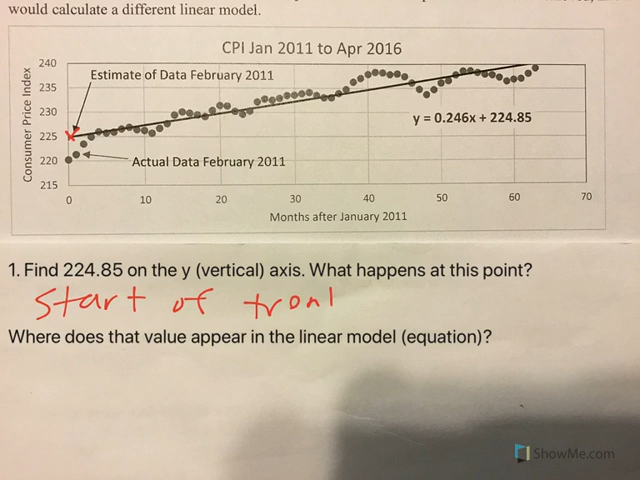 would calculate a different linear model.
CPI Jan 2011 to Apr 2016
240
Estimate of Data February 2011
235
230
y = 0.246x + 224.85
225
220
Actual Data February 2011
215
0 10 20 30 40 50 60 70
Consumer Price Index
Months after January 2011
1. Find 224.85 on the y (vertical) axis. What happens at this point?
start of
Where does that value appear in the linear model (equation)?
ShowMe.com